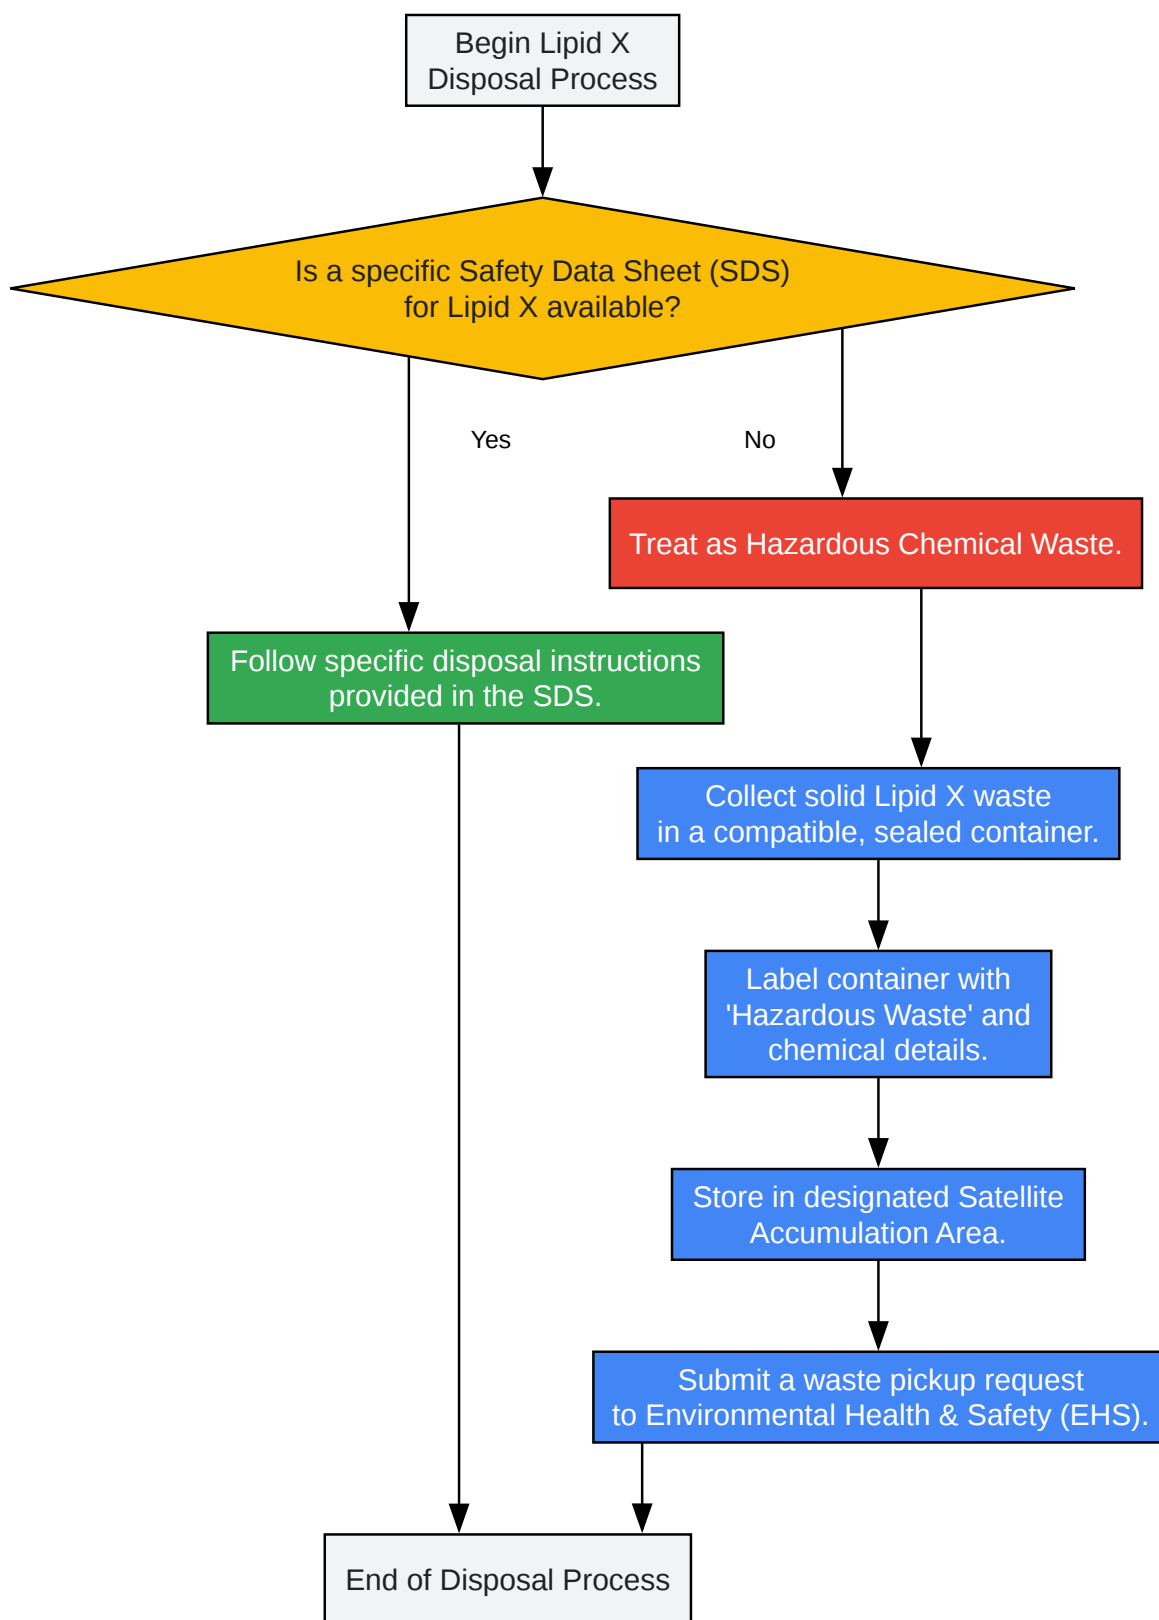 Begin Lipid X
Disposal Process
Is a specific Safety Data Sheet (SDS)
for Lipid X available?
Yes
No
Treat as Hazardous Chemical Waste.
Follow specific disposal instructions
provided in the SDS.
Collect solid Lipid X waste
in a compatible, sealed container.
Label container with
'Hazardous Waste' and
chemical details.
Store in designated Satellite
Accumulation Area.
Submit a waste pickup request
to Environmental Health & Safety (EHS).
End of Disposal Process